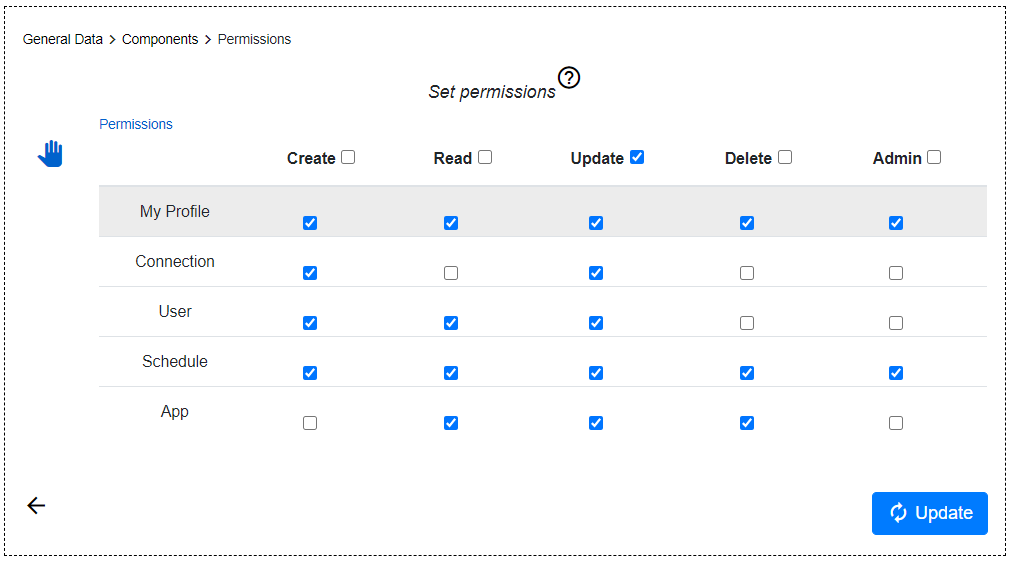 General Data > Components > Permissions
Set permissions ?
Permissions
Create Read Update Delete Admin
My Profile
Connection
User
Schedule
App
Update